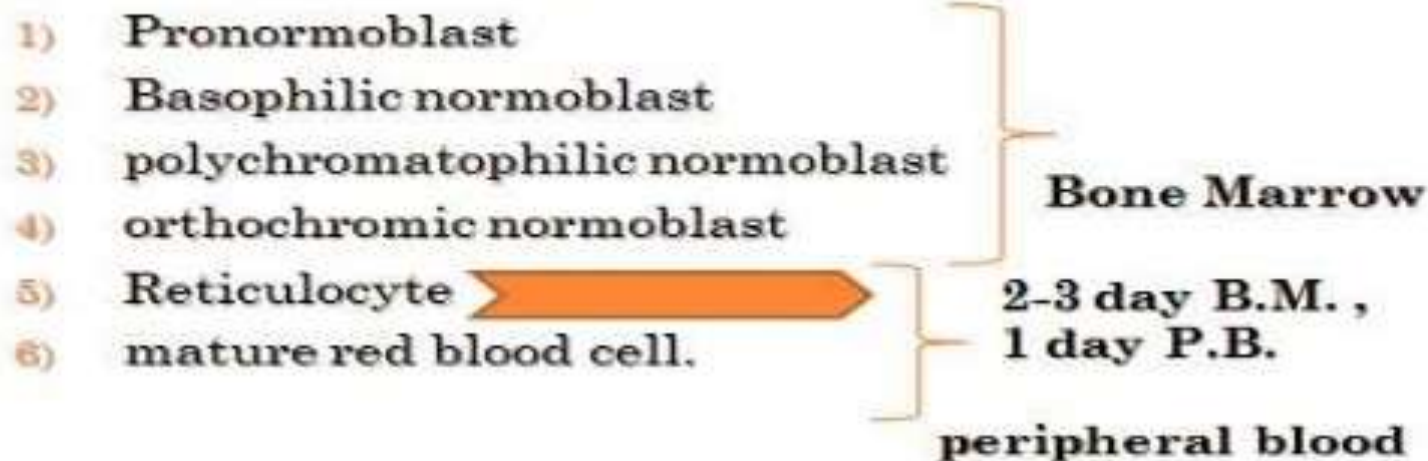 1) Pronormoblast
2) Basophilic normoblast
3) polychromatophilic normoblast
4) orthochromic normoblast
5) Reticulocyte
6) mature red blood cell.
Bone Marrow
2-3 day B.M. ,
1 day P.B.
peripheral blood